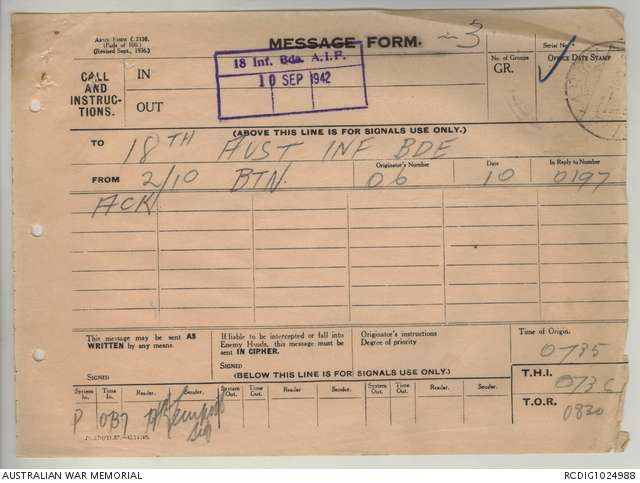 Army Form C.2136.
(Pads of 100.)
(Revised Sept., 1936.)
MESSAGE FORM.
3
Serial No.
CALL
AND
INSTRUC-
TIONS.
IN
OUT
18 Inf. Bde. A.I.F.
10 SEP 1942
No. of Groups
GR.
OFFICE DATE STAMP
(ABOVE THIS LINE IS FOR SIGNALS USE ONLY.)
TO 18TH AUST INF BDE
FROM 2/10 BTN. Originator's Number 06 Date 10 In Reply to Number 0197
ACK
This message may be sent AS
WRITTEN by any means.
SIGNED
If liable to be intercepted or fall into
Enemy Hands, this message must be
sent IN CIPHER.
SIGNED
Originator's instructions
Degree of priority
Time of Origin.
0735
(BELOW THIS LINE IS FOR SIGNALS USE ONLY.)
T.H.I.
073
T.O.R.
0830
System In. Time In. Reader. Sender. System Out. Time Out. Reader. Sender. System Out. Time Out. Reader. Sender.
P Sig
AUSTRALIAN WAR MEMORIAL
RCDIG1024988